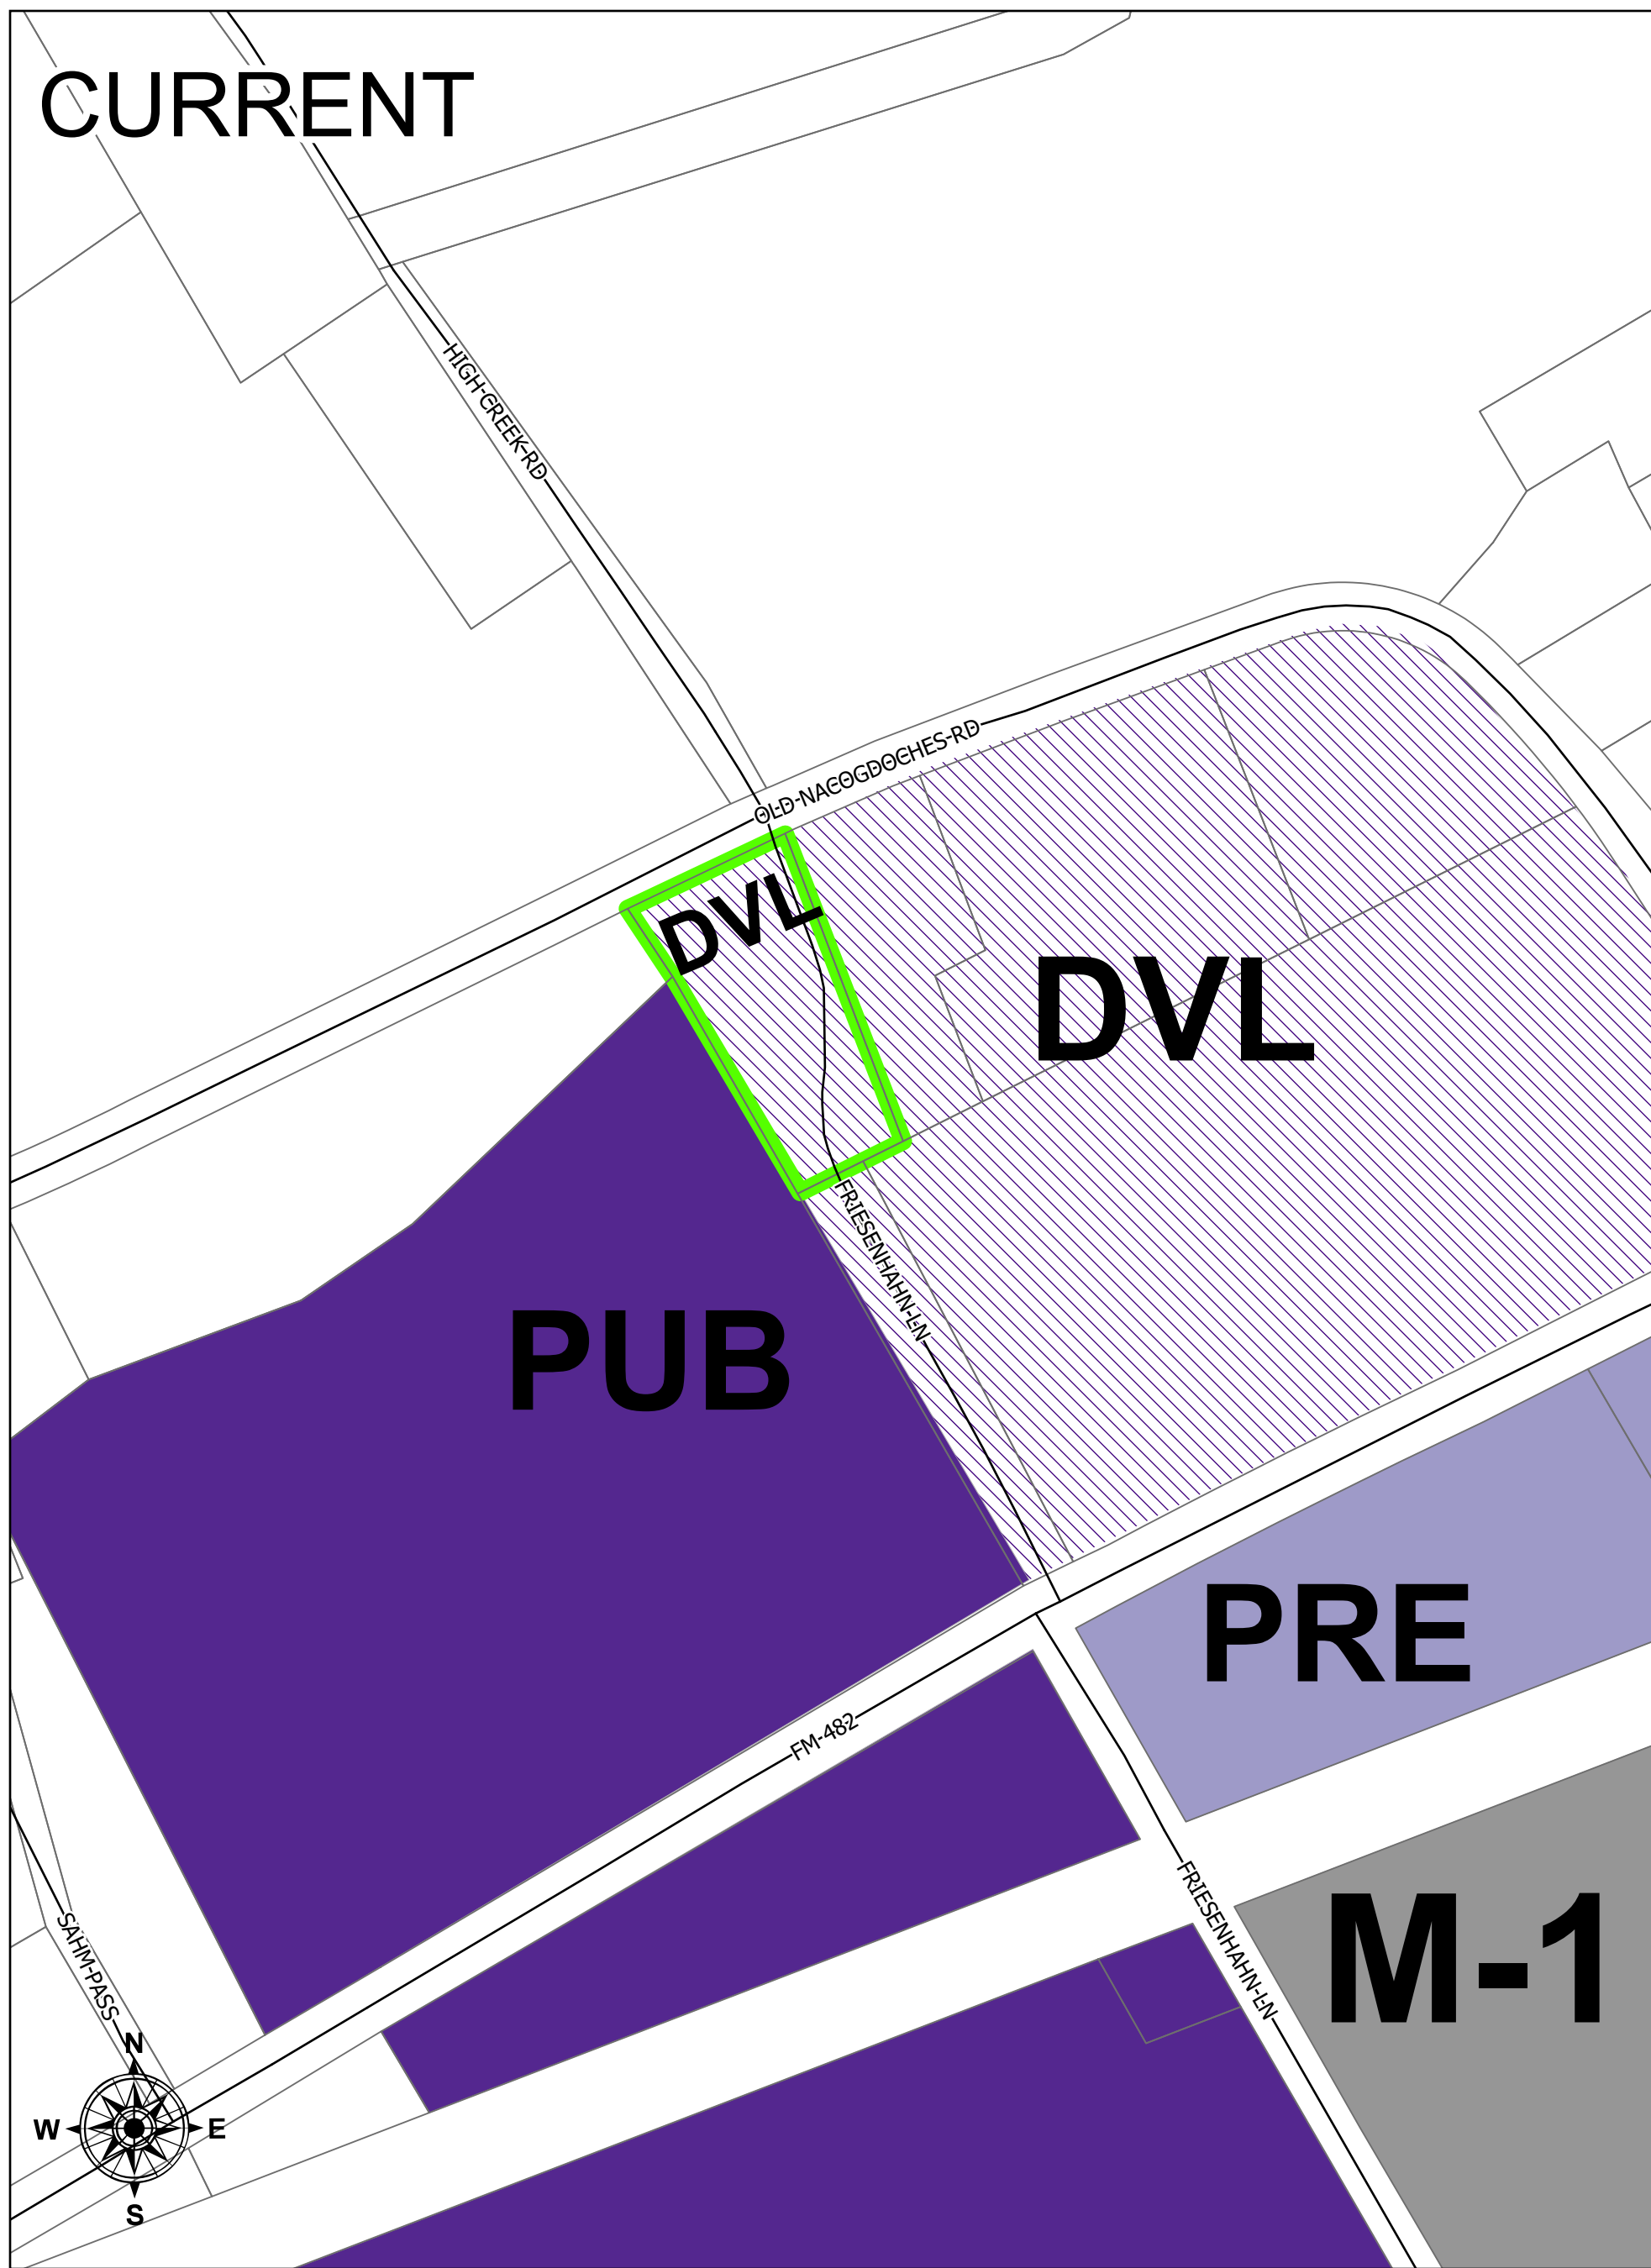 CURRENT
HIGH-CREEK-RD
OLD-NACOGDOCHES-RD
DVL
DVL
FRIESENHAHN-LN
PUB
PRE
FM-482
FRIESENHAHN-LN
M-1
SAHM-PASS
N
W E
S